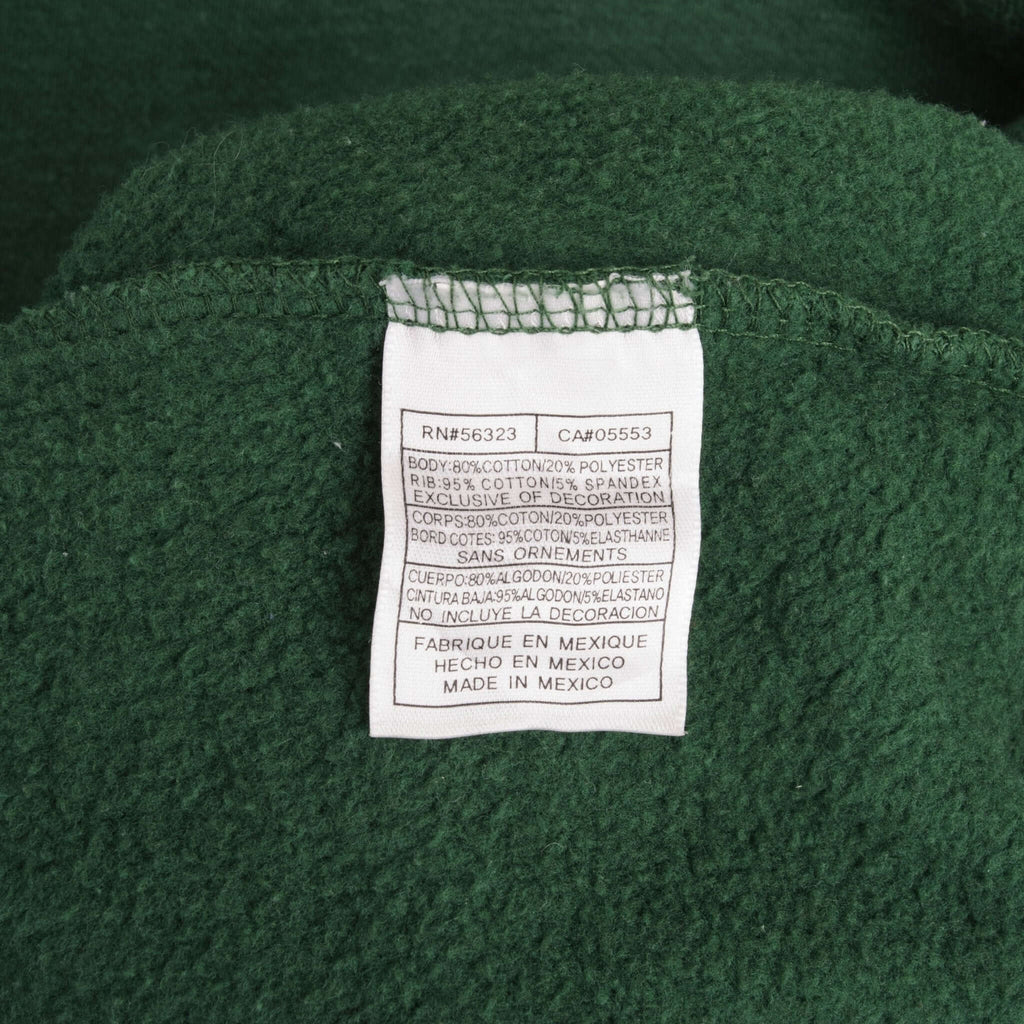 RN#56323 CA#05553
BODY:80%COTTON/20% POLYESTER
RIB:95% COTTON/5% SPANDEX
EXCLUSIVE OF DECORATION
CORPS:80%COTON/20%POLYESTER
BORD COTES: 95%COTON/5%ELASTHANNE
SANS ORNEMENTS
CUERPO:80%ALGODON/20%POLIESTER
CINTURA BAJA:95%ALGODON/5%ELASTANO
NO INCLUYE LA DECORACION
FABRIQUE EN MEXIQUE
HECHO EN MEXICO
MADE IN MEXICO